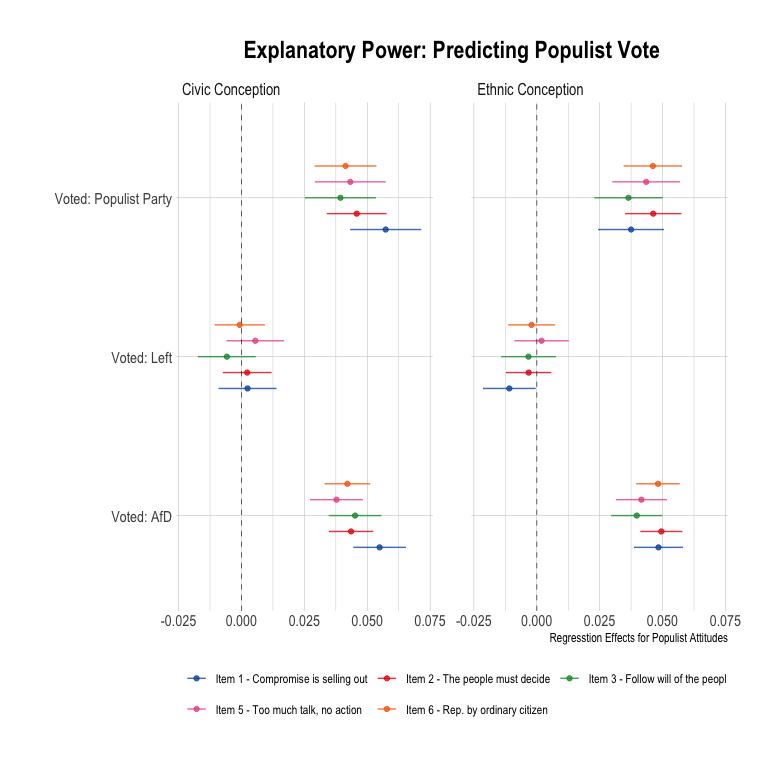 Explanatory Power: Predicting Populist Vote
Civic Conception
Ethnic Conception
Voted: Populist Party
Voted: Left
Voted: AfD
-0.025 0.000 0.025 0.050 0.075 -0.025 0.000 0.025 0.050 0.075
Regresstion Effects for Populist Attitudes
Item 1 - Compromise is selling out Item 2 - The people must decide Item 3 - Follow will of the peopl
Item 5 - Too much talk, no action Item 6 - Rep. by ordinary citizen